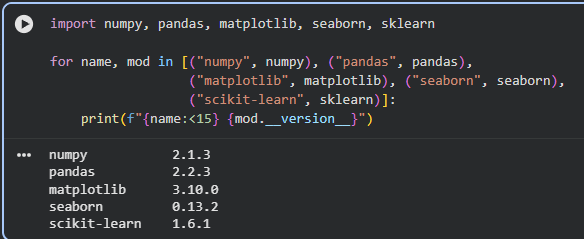 import numpy, pandas, matplotlib, seaborn, sklearn
for name, mod in [("numpy", numpy), ("pandas", pandas),
("matplotlib", matplotlib), ("seaborn", seaborn),
("scikit-learn", sklearn)]:
print(f"{name:<15} {mod.__version__}")
numpy 2.1.3
pandas 2.2.3
matplotlib 3.10.0
seaborn 0.13.2
scikit-learn 1.6.1